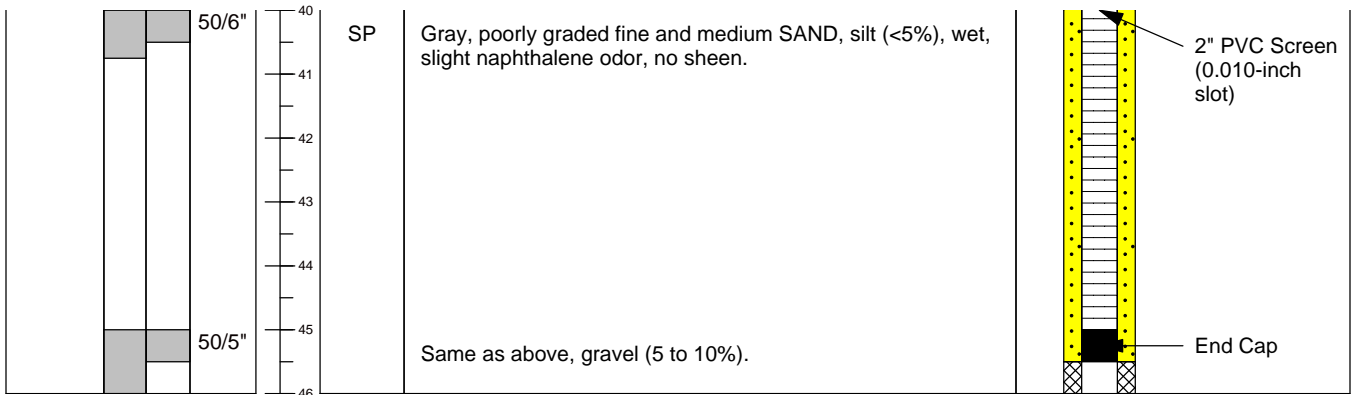 40
50/6"
SP
Gray, poorly graded fine and medium SAND, silt (<5%), wet,
slight naphthalene odor, no sheen.
2" PVC Screen
(0.010-inch
slot)
41
42
43
44
45
50/5"
Same as above, gravel (5 to 10%).
End Cap
46